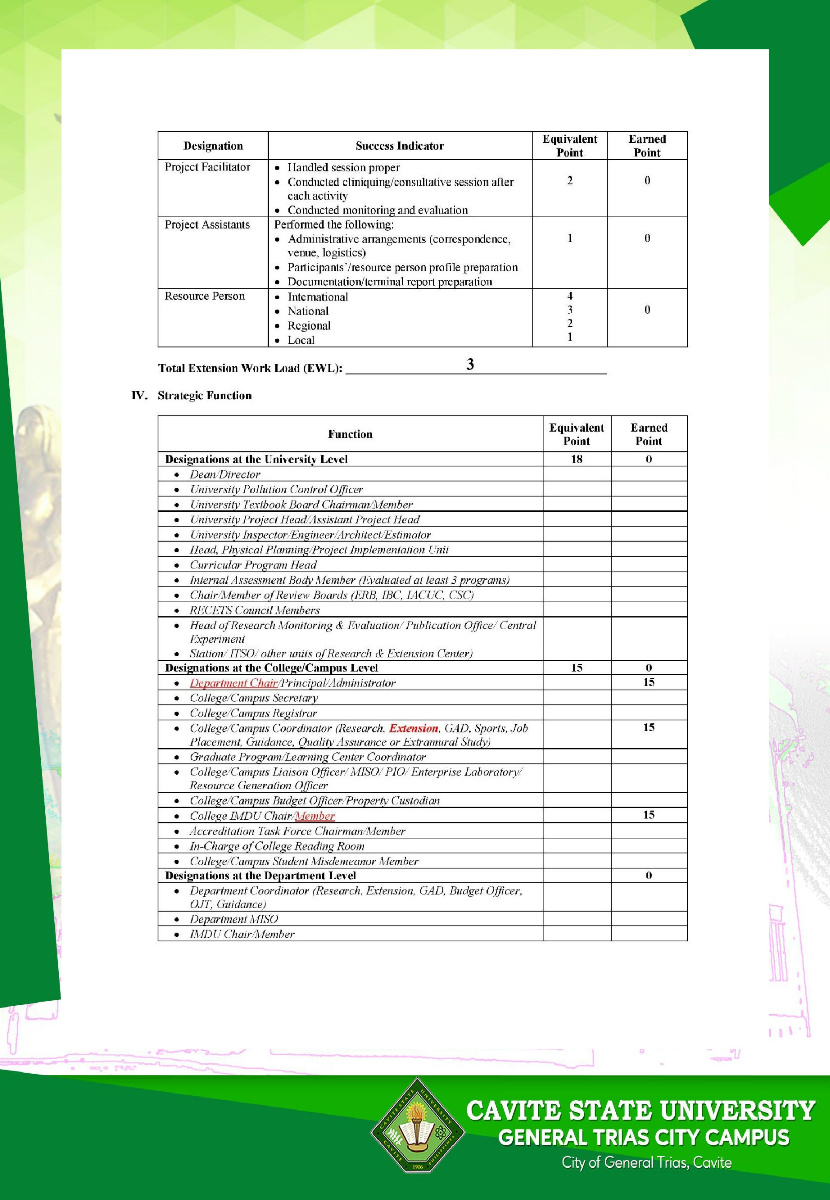 Designation
Success Indicator
Equivalent Point
Earned Point
Project Facilitator
• Handled session proper
• Conducted cliniquing/consultative session after
each activity
• Conducted monitoring and evaluation
2
0
Project Assistants
Performed the following:
• Administrative arrangements (correspondence,
venue, logistics)
• Participants'/resource person profile preparation
• Documentation/terminal report preparation
1
0
Resource Person
• International 4
• National 3
• Regional 2
• Local 1
0
Total Extension Work Load (EWL): 3
IV. Strategic Function
Function
Equivalent Point
Earned Point
Designations at the University Level 18 0
• Dean/Director
• University Pollution Control Officer
• University Textbook Board Chairman/Member
• University Project Head/Assistant Project Head
• University Inspector/Engineer/Architect/Estimator
• Head, Physical Planning/Project Implementation Unit
• Curricular Program Head
• Internal Assessment Body Member (Evaluated at least 3 programs)
• Chair/Member of Review Boards (ERB, IBC, IACUC, CSC)
• RECETS Council Members
• Head of Research Monitoring & Evaluation/ Publication Office/ Central
Experiment
• Station/ ITSO/ other units of Research & Extension Center)
Designations at the College/Campus Level 15 0
• Department Chair/Principal/Administrator 15
• College/Campus Secretary
• College/Campus Registrar
• College/Campus Coordinator (Research, Extension, GAD, Sports, Job 15
Placement, Guidance, Quality Assurance or Extramural Study)
• Graduate Program/Learning Center Coordinator
• College/Campus Liaison Officer/ MISO/ PIO/ Enterprise Laboratory/
Resource Generation Officer
• College/Campus Budget Officer/Property Custodian
• College IMDU Chair/Member 15
• Accreditation Task Force Chairman/Member
• In-Charge of College Reading Room
• College/Campus Student Misdemeanor Member
Designations at the Department Level 0
• Department Coordinator (Research, Extension, GAD, Budget Officer,
OJT, Guidance)
• Department MISO
• IMDU Chair/Member
CAVITE STATE UNIVERSITY
GENERAL TRIAS CITY CAMPUS
City of General Trias, Cavite
1906